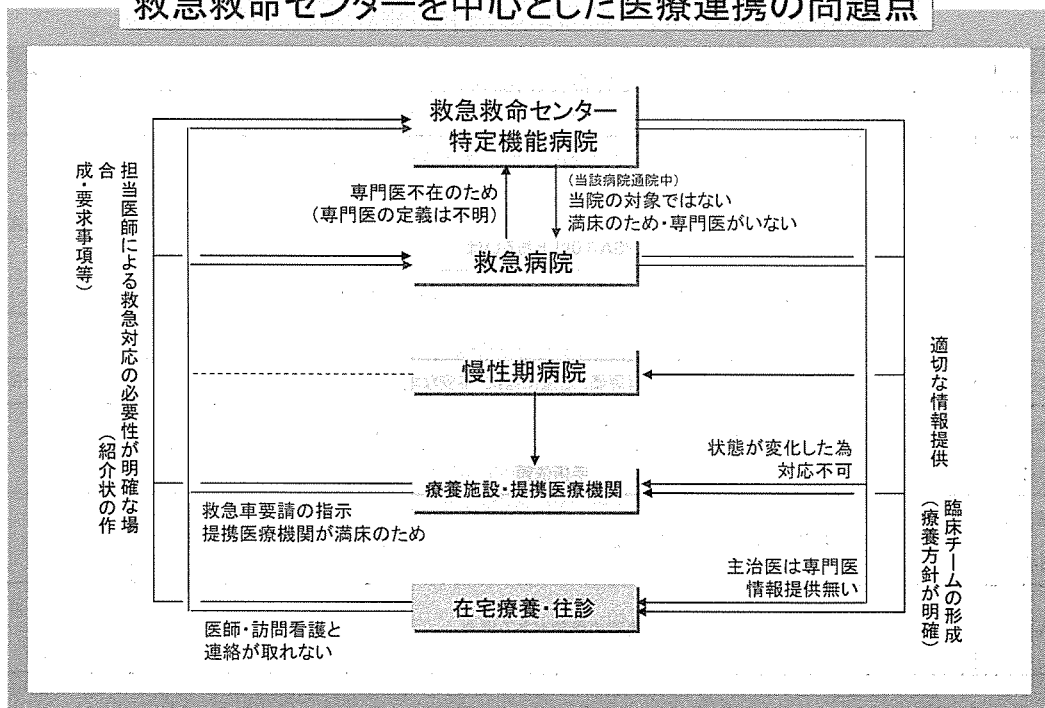 救急救命センターを中心とした医療連携の問題点
救急救命センター
特定機能病院
専門医不在のため
(専門医の定義は不明)
(当該病院通院中)
当院の対象ではない
満床のため・専門医がいない
救急病院
慢性期病院
状態が変化した為
対応不可
療養施設・提携医療機関
救急車要請の指示
提携医療機関が満床のため
主治医は専門医
情報提供無い
在宅療養・往診
医師・訪問看護と
連絡が取れない
担当医師による救急対応の必要性が明確な場
合 (紹介状の作
成・要求事項等)
適切な情報提供
臨床チームの形成
(療養方針が明確)